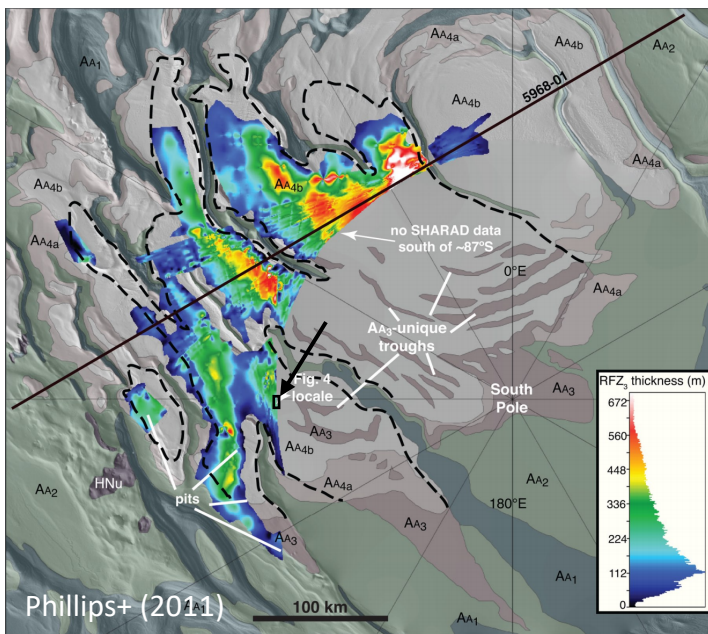 AA1
AA4a
AA4b
AA2
5968-01
AA4b
AA4a
AA4b
AA4b
AA4a
no SHARAD data
south of ~87°S
0°E
AA4a
AA3-unique
troughs
Fig. 4
locale
South
Pole
AA3
RFZ3 thickness (m)
672
560
448
336
224
112
0
AA3
AA4b
HNu
AA2
pits
AA4a
180°E
AA2
AA3
AA3
AA1
AA1
AA1
Phillips+ (2011)
100 km